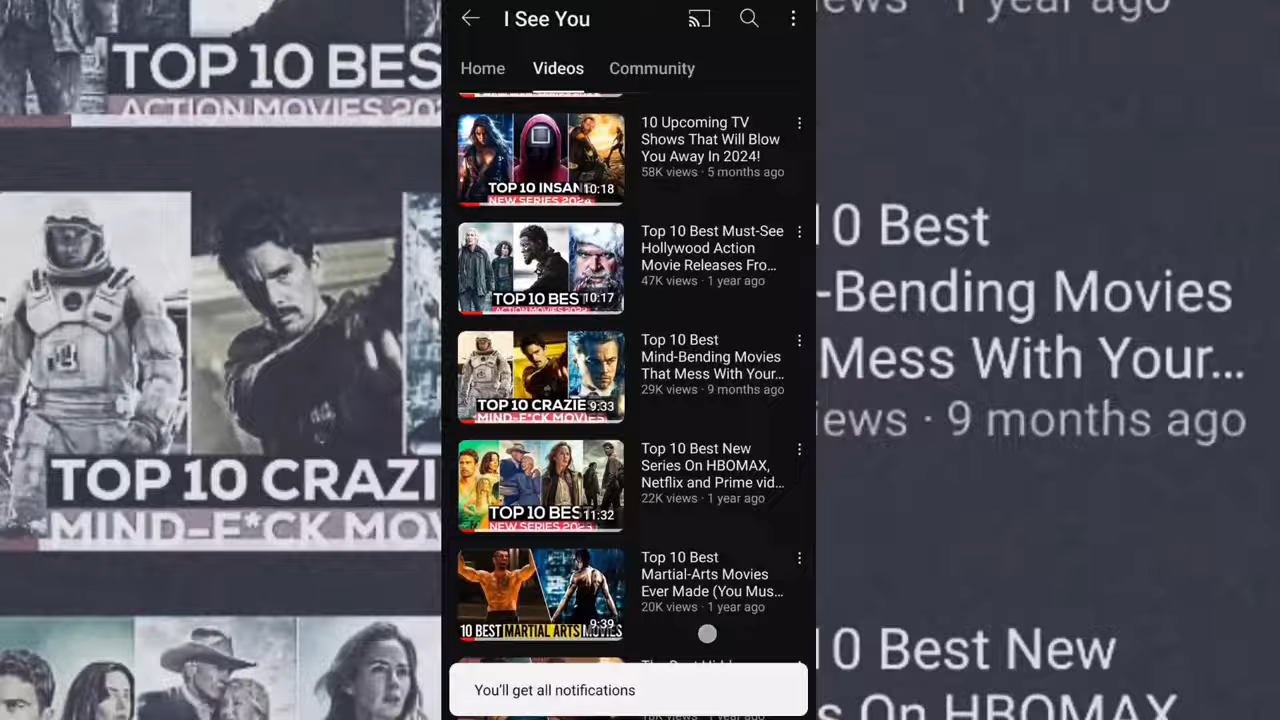 I See You
Home Videos Community
10 Upcoming TV
Shows That Will Blow
You Away In 2024!
58K views · 5 months ago
TOP 10 INSAN
10:18
NEW SERIES 2024
Top 10 Best Must-See
Hollywood Action
Movie Releases Fro...
47K views · 1 year ago
TOP 10 BEST
10:17
ACTION MOVIES 2023
Top 10 Best
Mind-Bending Movies
That Mess With Your...
29K views · 9 months ago
TOP 10 CRAZIE
9:33
MIND-F*CK MOVIES
Top 10 Best New
Series On HBOMAX,
Netflix and Prime vid...
22K views · 1 year ago
TOP 10 BES
11:32
NEW SERIES 2023
Top 10 Best
Martial-Arts Movies
Ever Made (You Mus...
20K views · 1 year ago
9:39
10 BEST MARTIAL ARTS MOVIES
You'll get all notifications
TOP 10 BES
ACTION MOVIES 202
TOP 10 CRAZI
MIND-F*CK MOV
iews · 1 year ago
10 Best
-Bending Movies
Mess With Your...
iews · 9 months ago
10 Best New
s On HBOMAX